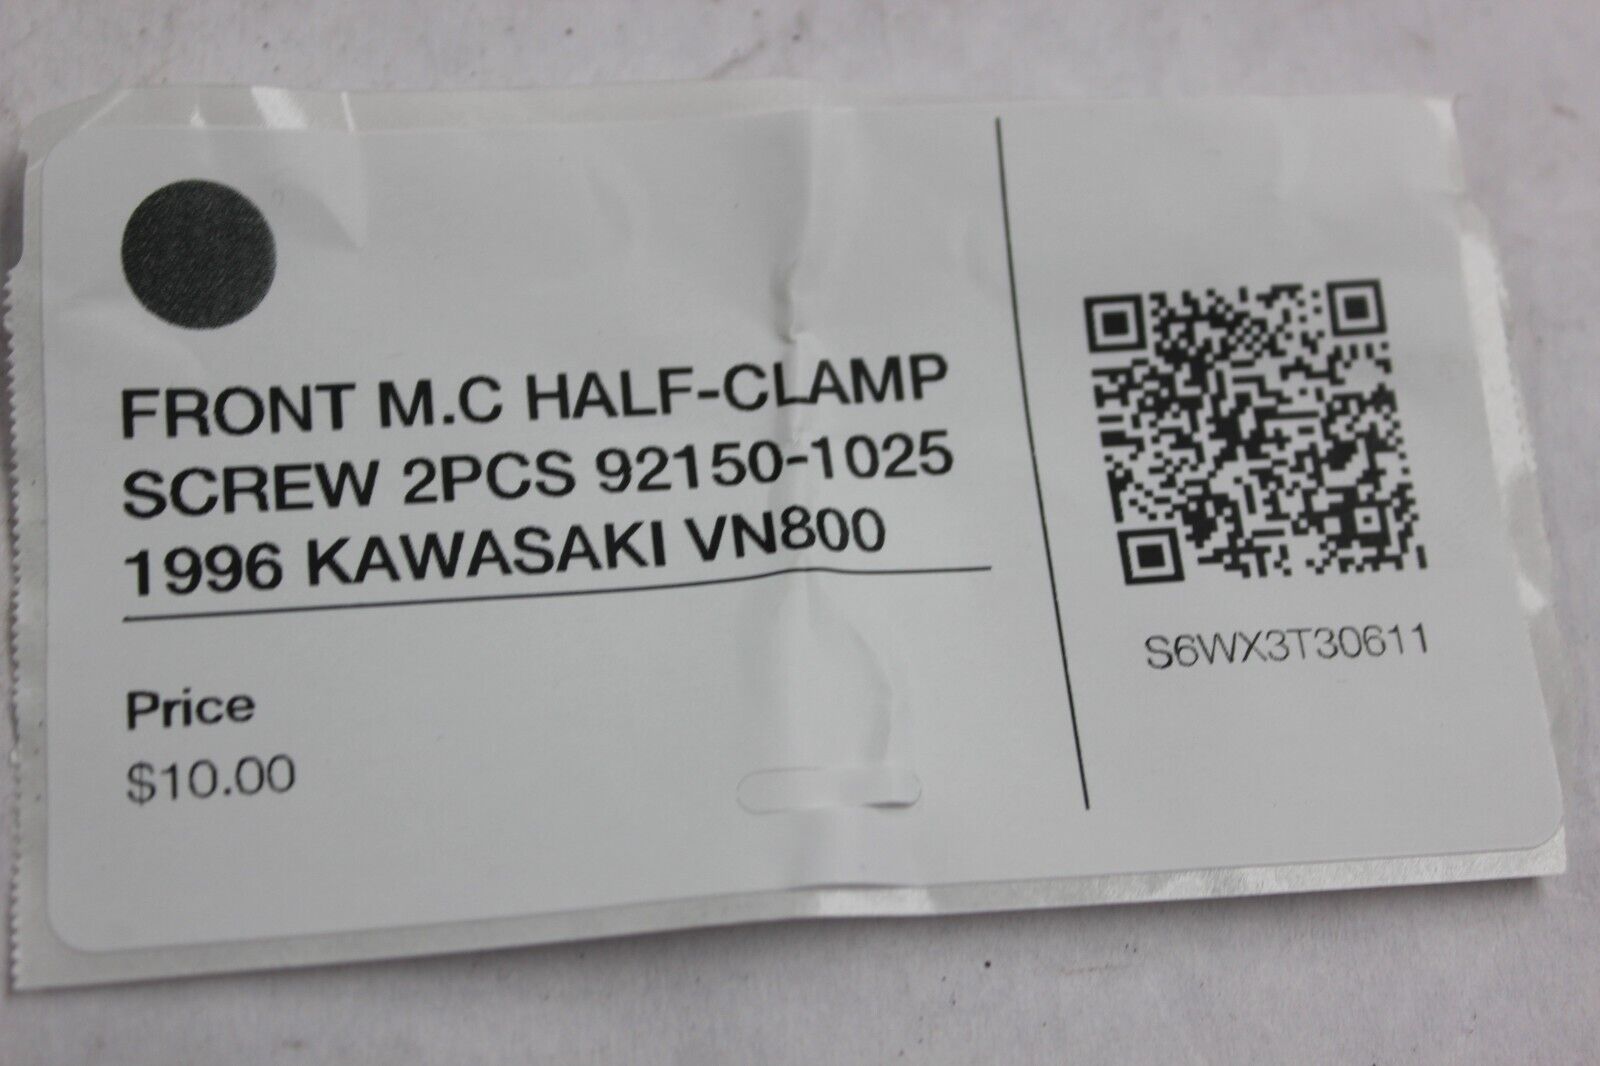 FRONT M.C HALF-CLAMP
SCREW 2PCS 92150-1025
1996 KAWASAKI VN800
Price
$10.00
S6WX3T30611